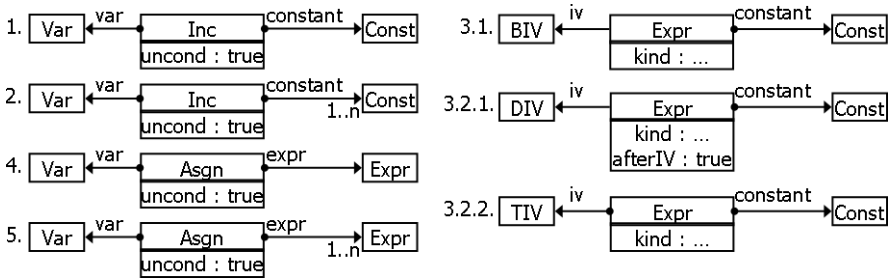 1. Var var Inc constant Const
uncond : true
2. Var var Inc constant Const
1..n
uncond : true
4. Var var Asgn expr Expr
uncond : true
5. Var var Asgn expr Expr
1..n
uncond : true
3.1. BIV iv Expr constant Const
kind : ...
3.2.1. DIV iv Expr constant Const
kind : ...
afterIV : true
3.2.2. TIV iv Expr constant Const
kind : ...